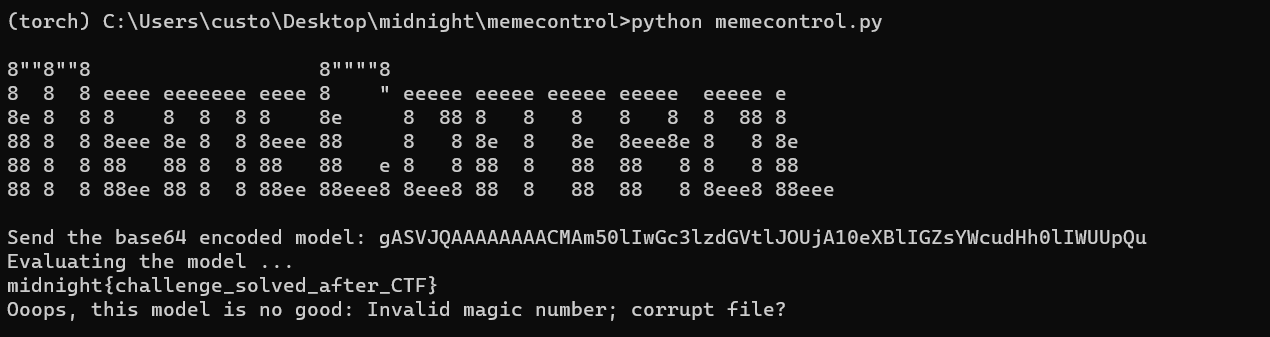 (torch) C:\Users\custo\Desktop\midnight\memecontrol>python memecontrol.py

8""8""8                   8""""8
8  8  8 eeee eeeeeee eeee 8    " eeeee eeeee eeeee eeeee  eeeee e
8e 8  8 8    8  8  8 8    8e     8  88 8   8   8   8   8  8  88 8
88 8  8 8eee 8e 8  8 8eee 88     8   8 8e  8   8e  8eee8e 8   8 8e
88 8  8 88   88 8  8 88   88   e 8   8 88  8   88  88   8 8   8 88
88 8  8 88ee 88 8  8 88ee 88eee8 8eee8 88  8   88  88   8 8eee8 88eee

Send the base64 encoded model: gASVJQAAAAAAAACMAm50lIwGc3lzdGVtlJOUjA10eXBlIGZsYWcudHh0lIWUUpQu
Evaluating the model ...
midnight{challenge_solved_after_CTF}
Ooops, this model is no good: Invalid magic number; corrupt file?